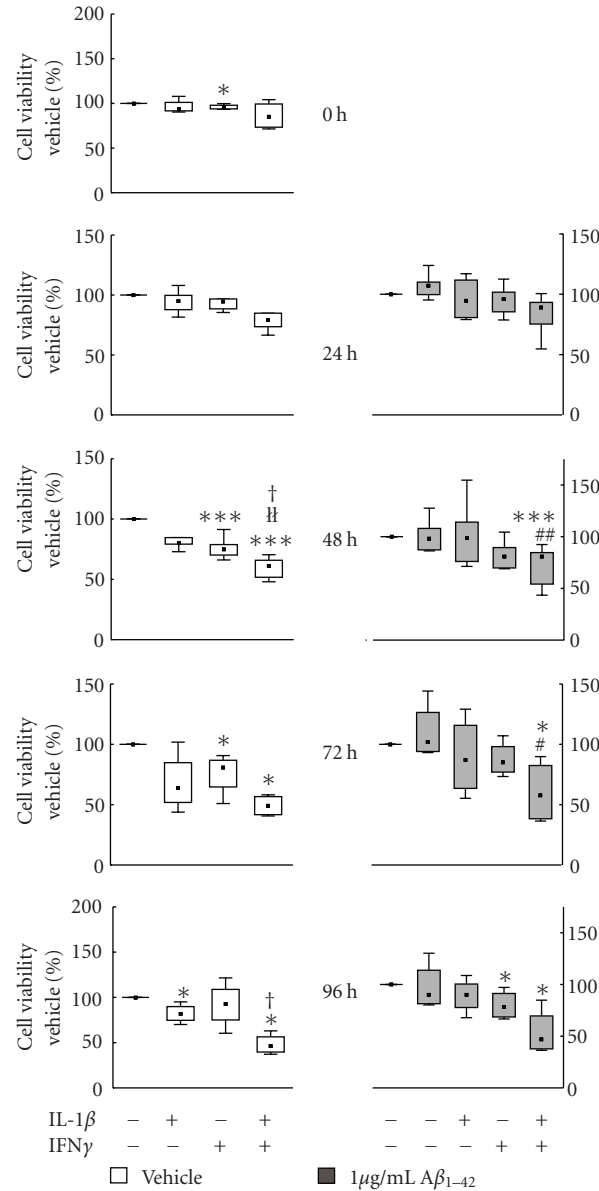 200
150
100
50
0
Cell viability
vehicle (%)
*
0 h
150
100
50
0
Cell viability
vehicle (%)
24 h
150
100
50
0
150
100
50
0
Cell viability
vehicle (%)
***
†
łł
***
48 h
***
##
100
50
0
150
100
50
0
Cell viability
vehicle (%)
*
*
72 h
*
#
150
100
50
0
200
150
100
50
0
Cell viability
vehicle (%)
*
†
*
96 h
*
*
150
100
50
0
IL-1β − + − + − − + − +
IFNγ − − + + − − − + +
Vehicle 1μg/mL Aβ1−42